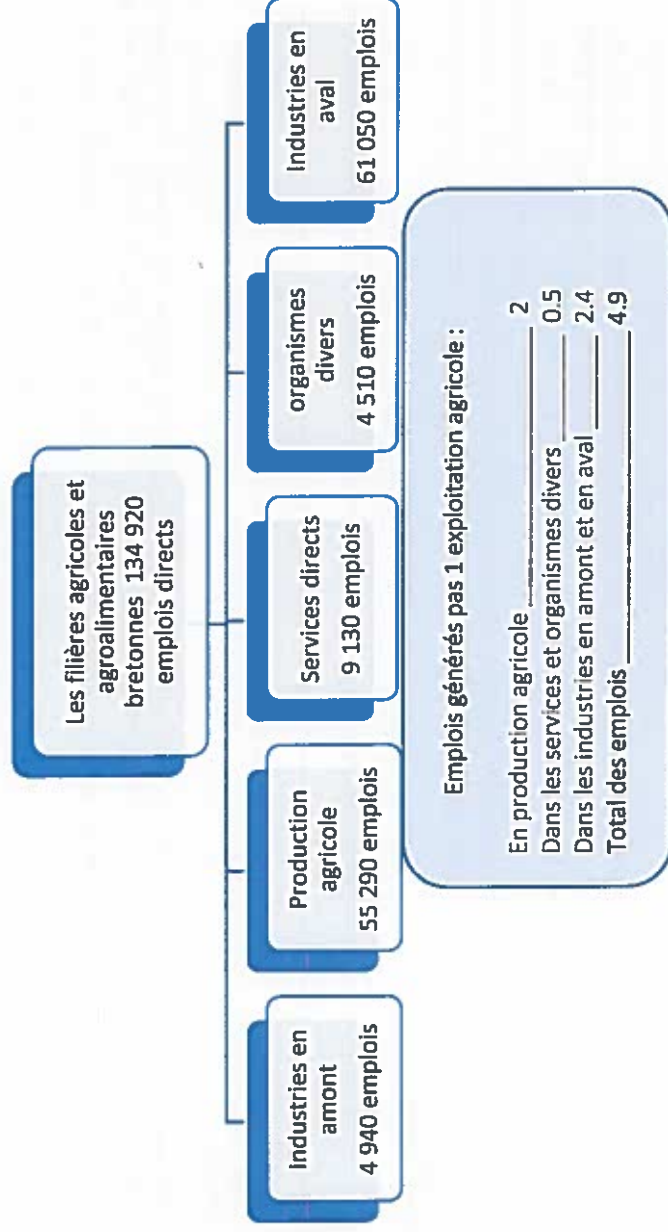 Les filières agricoles et
agroalimentaires
bretonnes 134 920
emplois directs
Industries en
amont
4 940 emplois
Production
agricole
55 290 emplois
Services directs
9 130 emplois
organismes
divers
4 510 emplois
Industries en
aval
61 050 emplois
Emplois générés pas 1 exploitation agricole :
En production agricole 2
Dans les services et organismes divers 0.5
Dans les industries en amont et en aval 2.4
Total des emplois 4.9